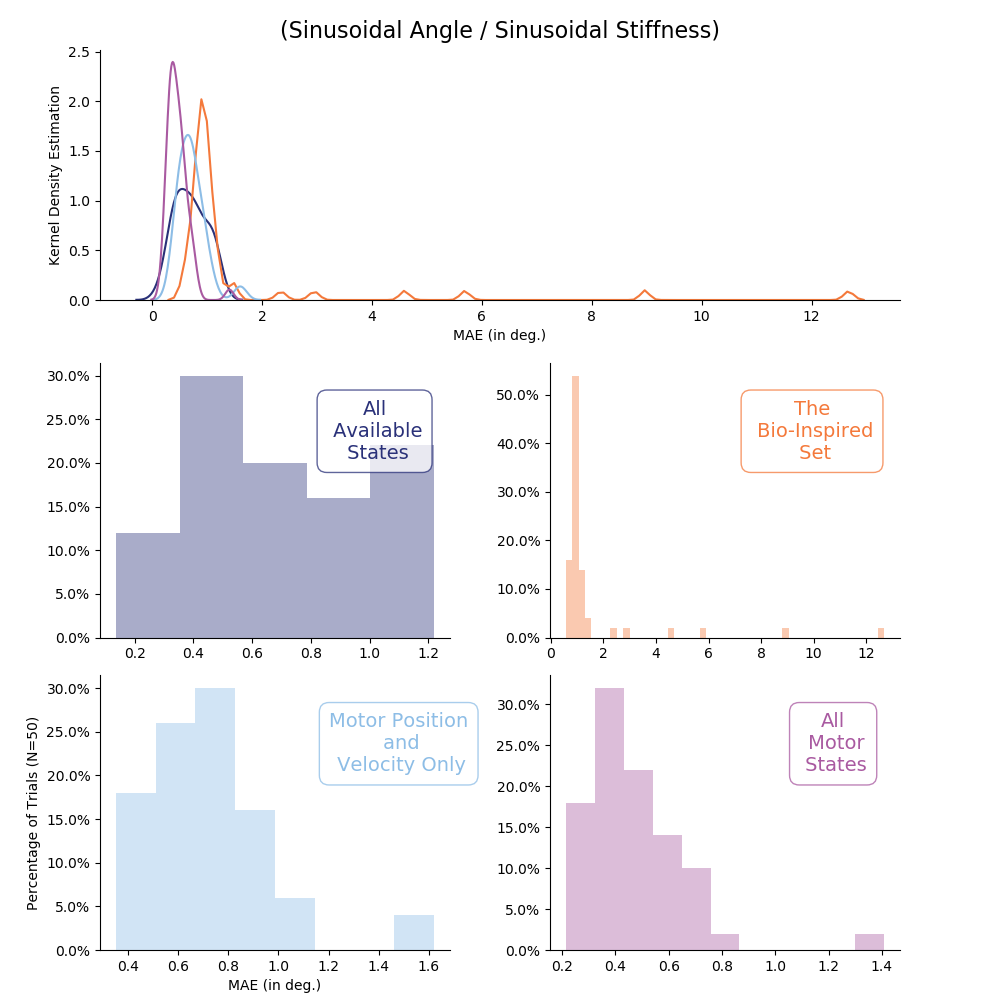 (Sinusoidal Angle / Sinusoidal Stiffness)
Kernel Density Estimation
2.5
2.0
1.5
1.0
0.5
0.0
0 2 4 6 8 10 12
MAE (in deg.)
30.0%
25.0%
20.0%
15.0%
10.0%
5.0%
0.0%
All
Available
States
0.2 0.4 0.6 0.8 1.0 1.2
50.0%
40.0%
30.0%
20.0%
10.0%
0.0%
The
Bio-Inspired
Set
0 2 4 6 8 10 12
Percentage of Trials (N=50)
30.0%
25.0%
20.0%
15.0%
10.0%
5.0%
0.0%
Motor Position
and
Velocity Only
0.4 0.6 0.8 1.0 1.2 1.4 1.6
MAE (in deg.)
30.0%
25.0%
20.0%
15.0%
10.0%
5.0%
0.0%
All
Motor
States
0.2 0.4 0.6 0.8 1.0 1.2 1.4